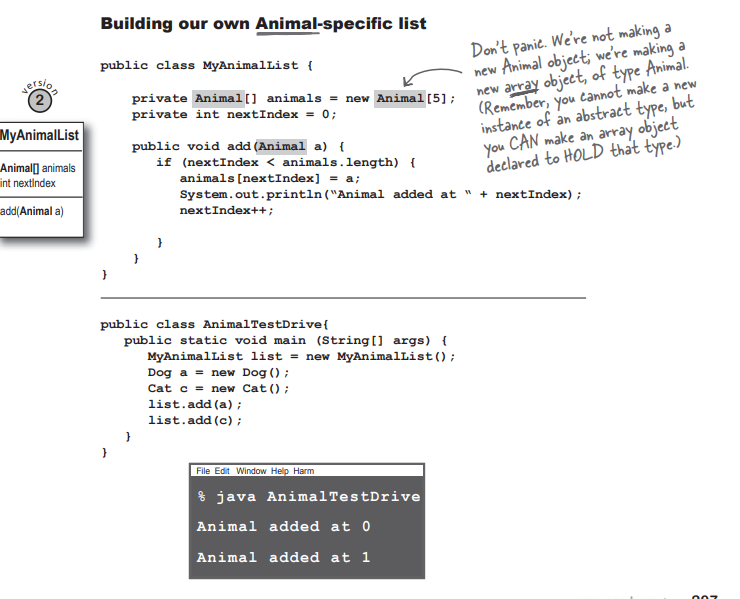 Building our own Animal-specific list
public class MyAnimalList {
private Animal[] animals = new Animal[5];
private int nextIndex = 0;
public void add(Animal a) {
if (nextIndex < animals.length) {
animals[nextIndex] = a;
System.out.println(“Animal added at “ + nextIndex);
nextIndex++;
}
}
}
Don't panic. We're not making a
new Animal object; we're making a
new array object, of type Animal.
(Remember, you cannot make a new
instance of an abstract type, but
you CAN make an array object
declared to HOLD that type.)
version
2
MyAnimalList
Animal[] animals
int nextIndex
add(Animal a)
public class AnimalTestDrive{
public static void main (String[] args) {
MyAnimalList list = new MyAnimalList();
Dog a = new Dog();
Cat c = new Cat();
list.add(a);
list.add(c);
}
}
File Edit Window Help Harm
% java AnimalTestDrive
Animal added at 0
Animal added at 1